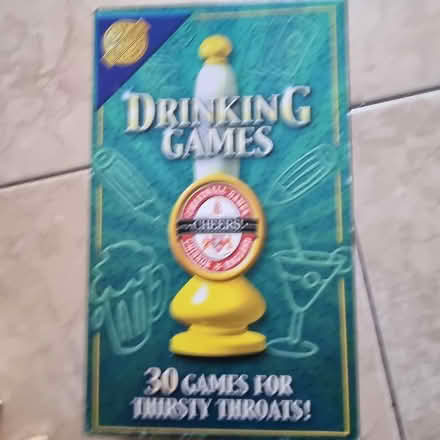 DRINKING
GAMES
CHEERS!
30 GAMES FOR
THIRSTY THROATS!